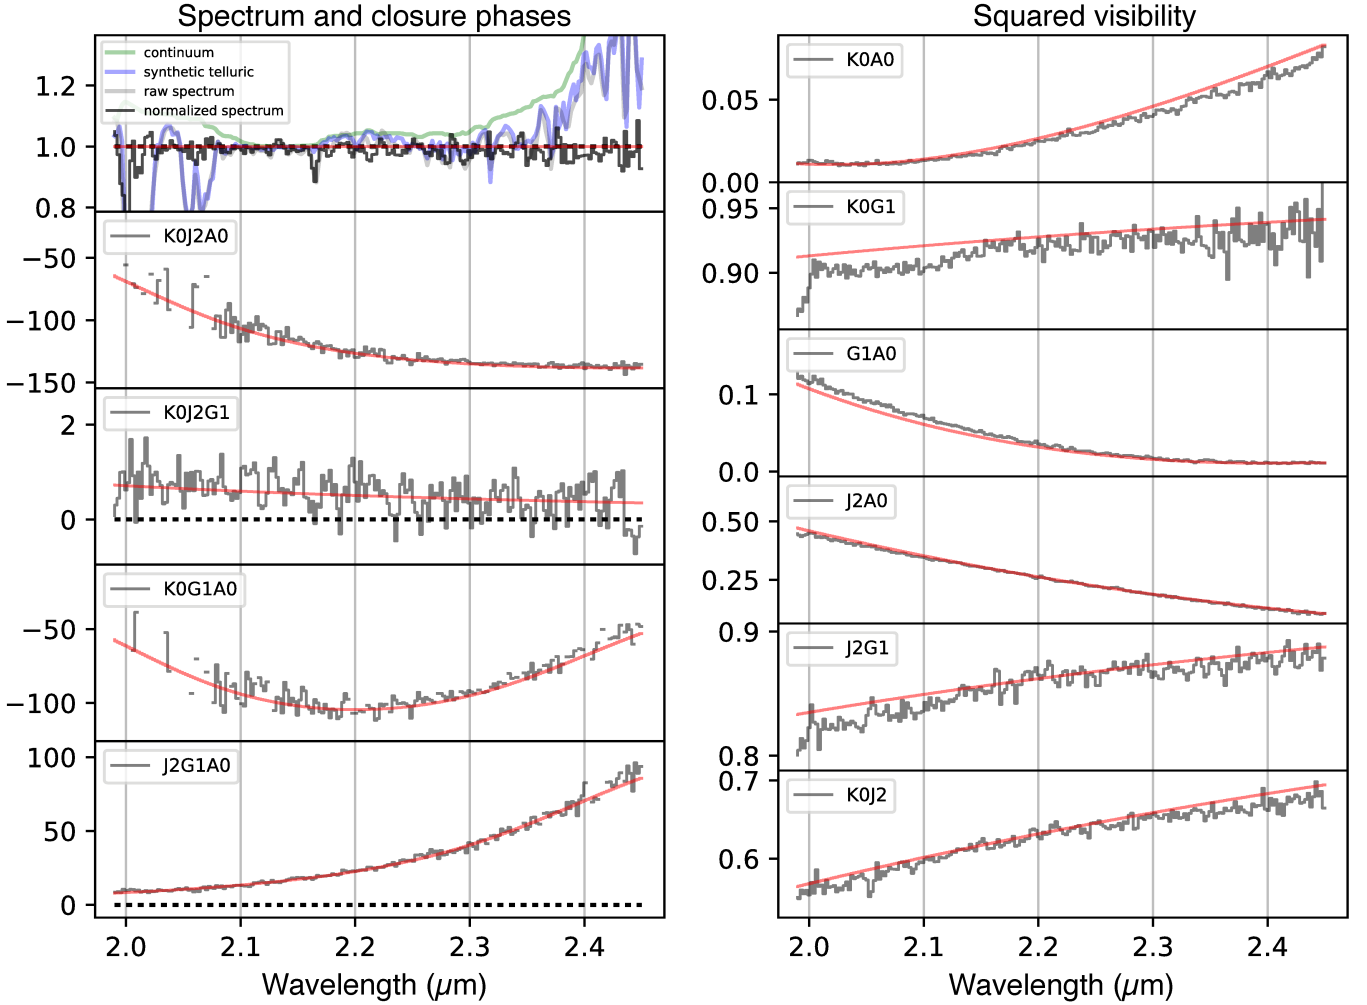 Spectrum and closure phases
continuum
synthetic telluric
raw spectrum
normalized spectrum
1.2
1.0
0.8
K0J2A0
−50
−100
−150
K0J2G1
2
0
K0G1A0
−50
−100
J2G1A0
100
50
0
2.0 2.1 2.2 2.3 2.4
Wavelength (μm)
Squared visibility
K0A0
0.05
0.00
K0G1
0.95
0.90
G1A0
0.1
0.0
J2A0
0.50
0.25
J2G1
0.9
0.8
K0J2
0.7
0.6
2.0 2.1 2.2 2.3 2.4
Wavelength (μm)